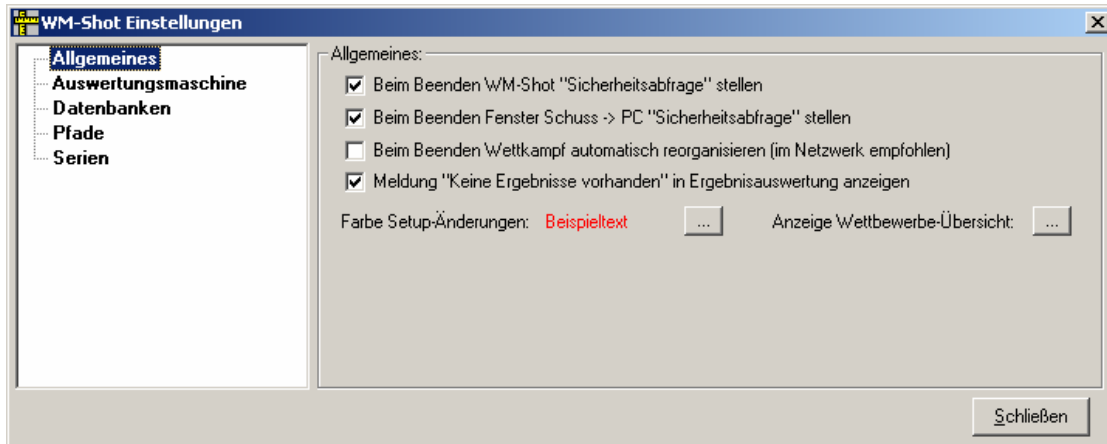 WM-Shot Einstellungen
Allgemeines
Auswertungsmaschine
Datenbanken
Pfade
Serien
Allgemeines:
Beim Beenden WM-Shot "Sicherheitsabfrage" stellen
Beim Beenden Fenster Schuss -> PC "Sicherheitsabfrage" stellen
Beim Beenden Wettkampf automatisch reorganisieren (im Netzwerk empfohlen)
Meldung "Keine Ergebnisse vorhanden" in Ergebnisauswertung anzeigen
Farbe Setup-Änderungen: Beispieltext ... Anzeige Wettbewerbe-Übersicht: ...
Schließen